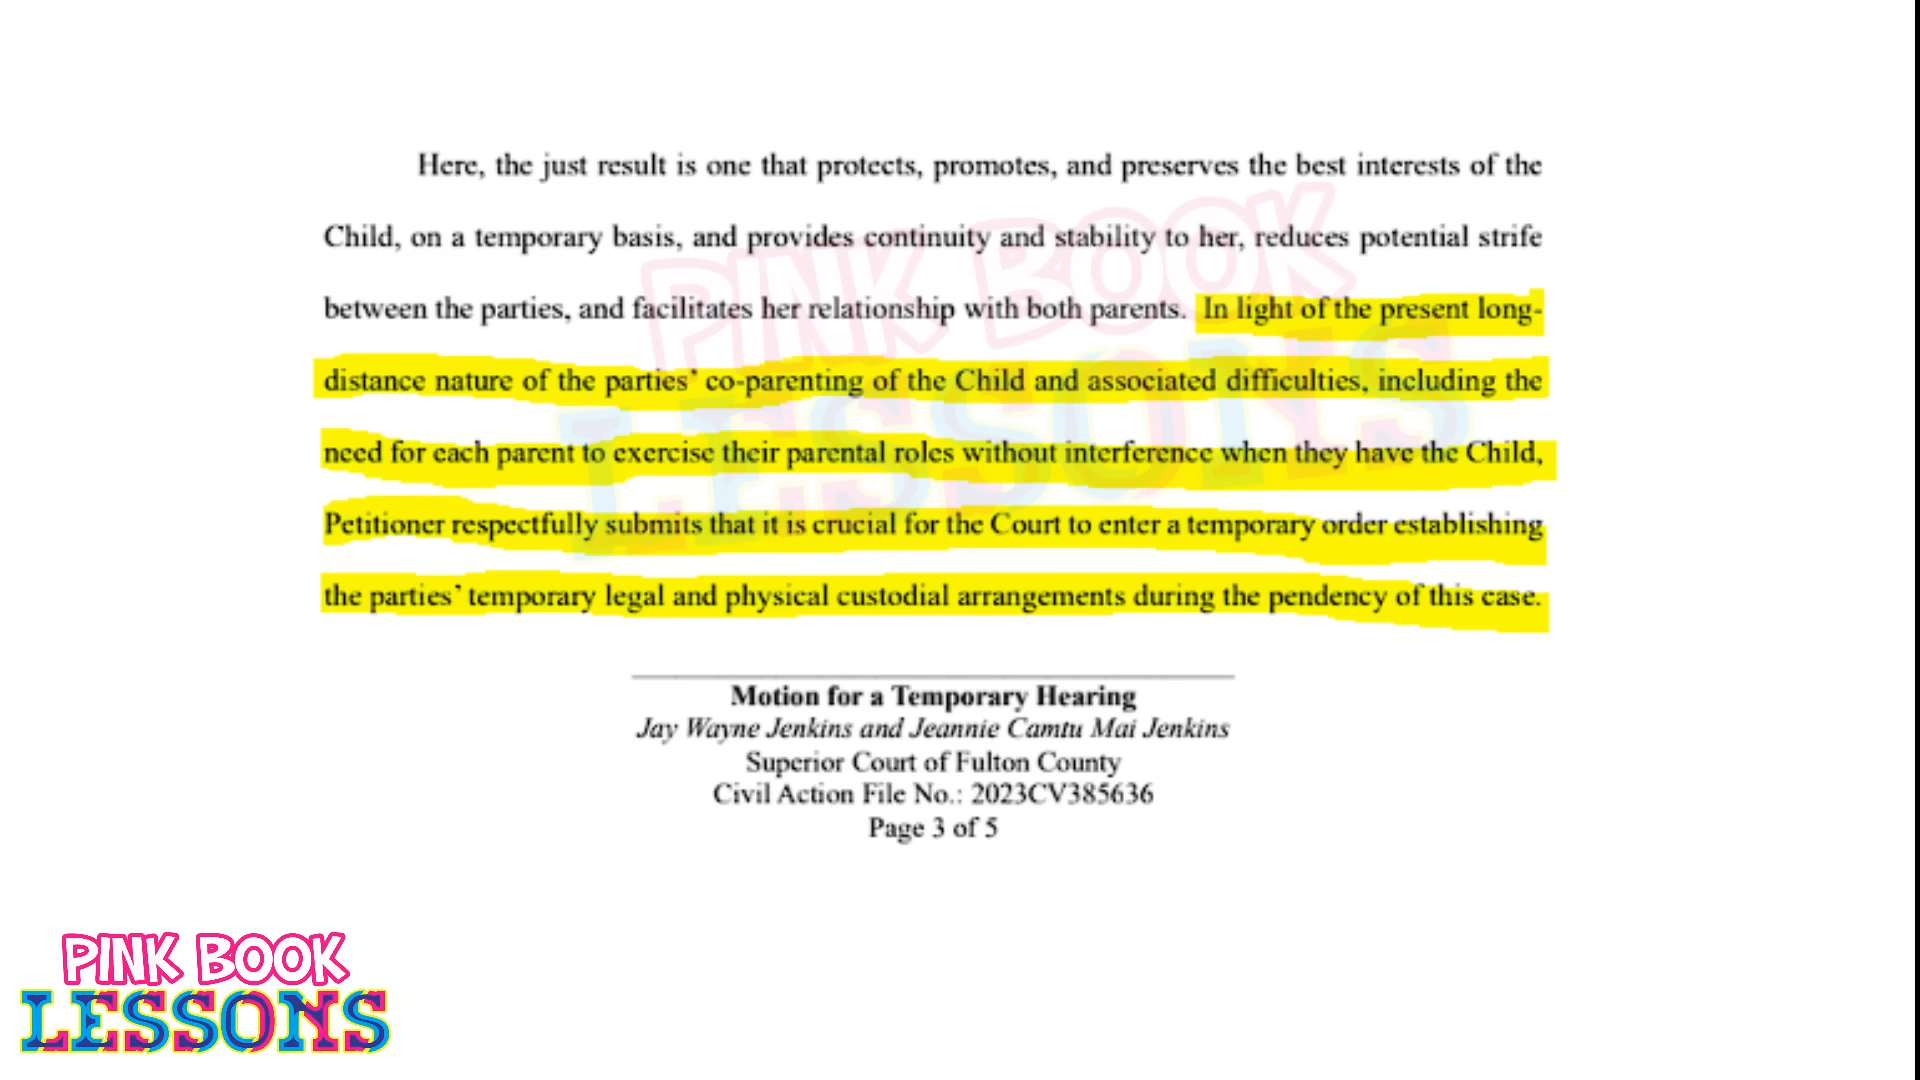 Here, the just result is one that protects, promotes, and preserves the best interests of the
Child, on a temporary basis, and provides continuity and stability to her, reduces potential strife
between the parties, and facilitates her relationship with both parents. In light of the present long-
distance nature of the parties’ co-parenting of the Child and associated difficulties, including the
need for each parent to exercise their parental roles without interference when they have the Child,
Petitioner respectfully submits that it is crucial for the Court to enter a temporary order establishing
the parties’ temporary legal and physical custodial arrangements during the pendency of this case.
Motion for a Temporary Hearing
Jay Wayne Jenkins and Jeannie Camtu Mai Jenkins
Superior Court of Fulton County
Civil Action File No.: 2023CV385636
Page 3 of 5
PINK BOOK
LESSONS
PINK BOOK
LESSONS